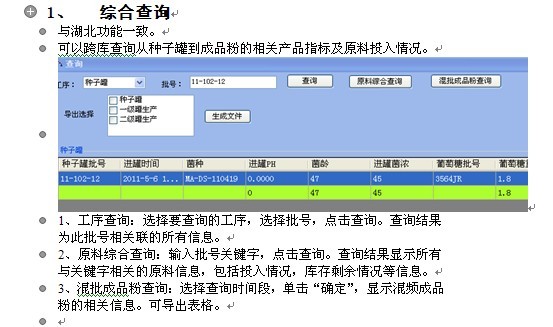 1、 综合查询
与湖北功能一致。
可以跨库查询从种子罐到成品粉的相关产品指标及原料投入情况。
查询
工序： 种子罐 批号： 11-102-12 查询 原料综合查询 混批成品粉查询
导出选择 种子罐
一级罐生产
二级罐生产
生成文件
种子罐
种子罐批号 进罐时间 菌种 进罐PH 菌龄 进罐菌浓 葡萄糖批号 葡萄糖
11-102-12 2011-5-6 1... MA-DS-110419 0.0000 47 45 3564JR 1.8
0 47 45 1.8
1、工序查询：选择要查询的工序，选择批号，点击查询。查询结果
为此批号相关联的所有信息。
2、原料综合查询：输入批号关键字，点击查询。查询结果显示所有
与关键字相关的原料信息，包括投入情况，库存剩余情况等信息。
3、混批成品粉查询：选择查询时间段，单击“确定”，显示混频成品
粉的相关信息。可导出表格。